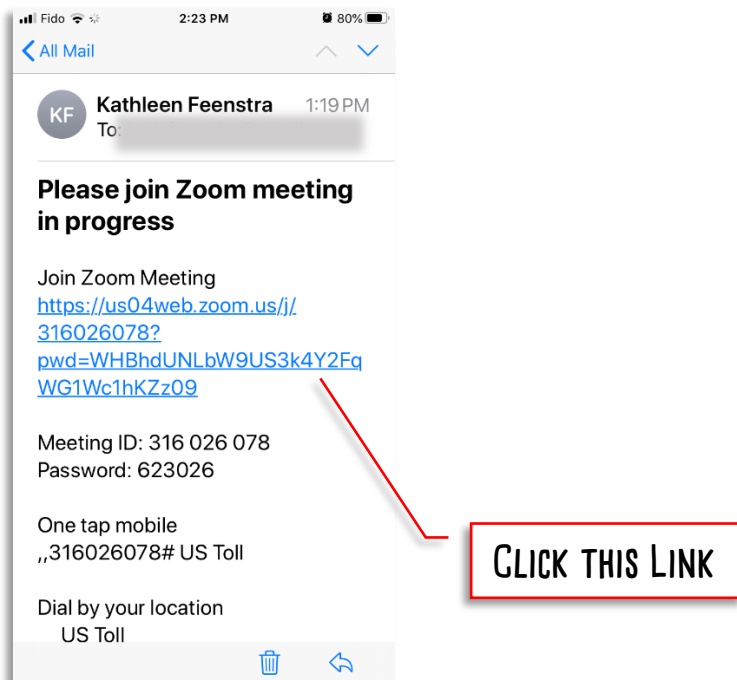 Fido 2:23 PM 80%
All Mail
KF Kathleen Feenstra 1:19 PM
To:
Please join Zoom meeting
in progress
Join Zoom Meeting
https://us04web.zoom.us/j/
316026078?
pwd=WHBhdUNLbW9US3k4Y2Fq
WG1Wc1hKZz09
Meeting ID: 316 026 078
Password: 623026
One tap mobile
,,316026078# US Toll
Click this Link
Dial by your location
US Toll